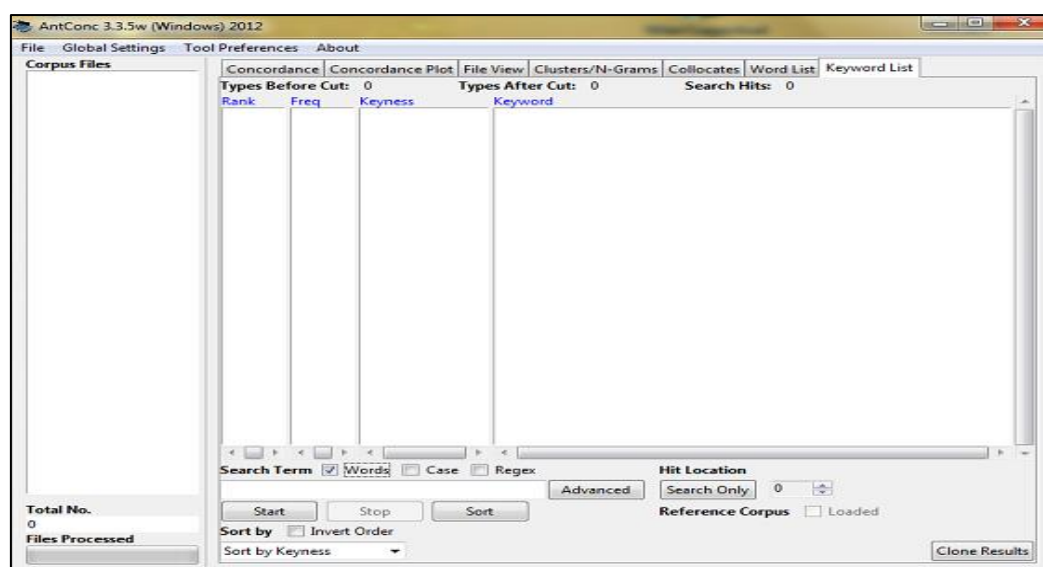 AntConc 3.3.5w (Windows) 2012
File Global Settings Tool Preferences About
Corpus Files
Concordance Concordance Plot File View Clusters/N-Grams Collocates Word List Keyword List
Types Before Cut: 0 Types After Cut: 0 Search Hits: 0
Rank Freq Keyness Keyword
Search Term Words Case Regex Hit Location
Advanced Search Only 0
Total No.
0
Files Processed
Start Stop Sort Reference Corpus Loaded
Sort by Invert Order
Sort by Keyness Clone Results